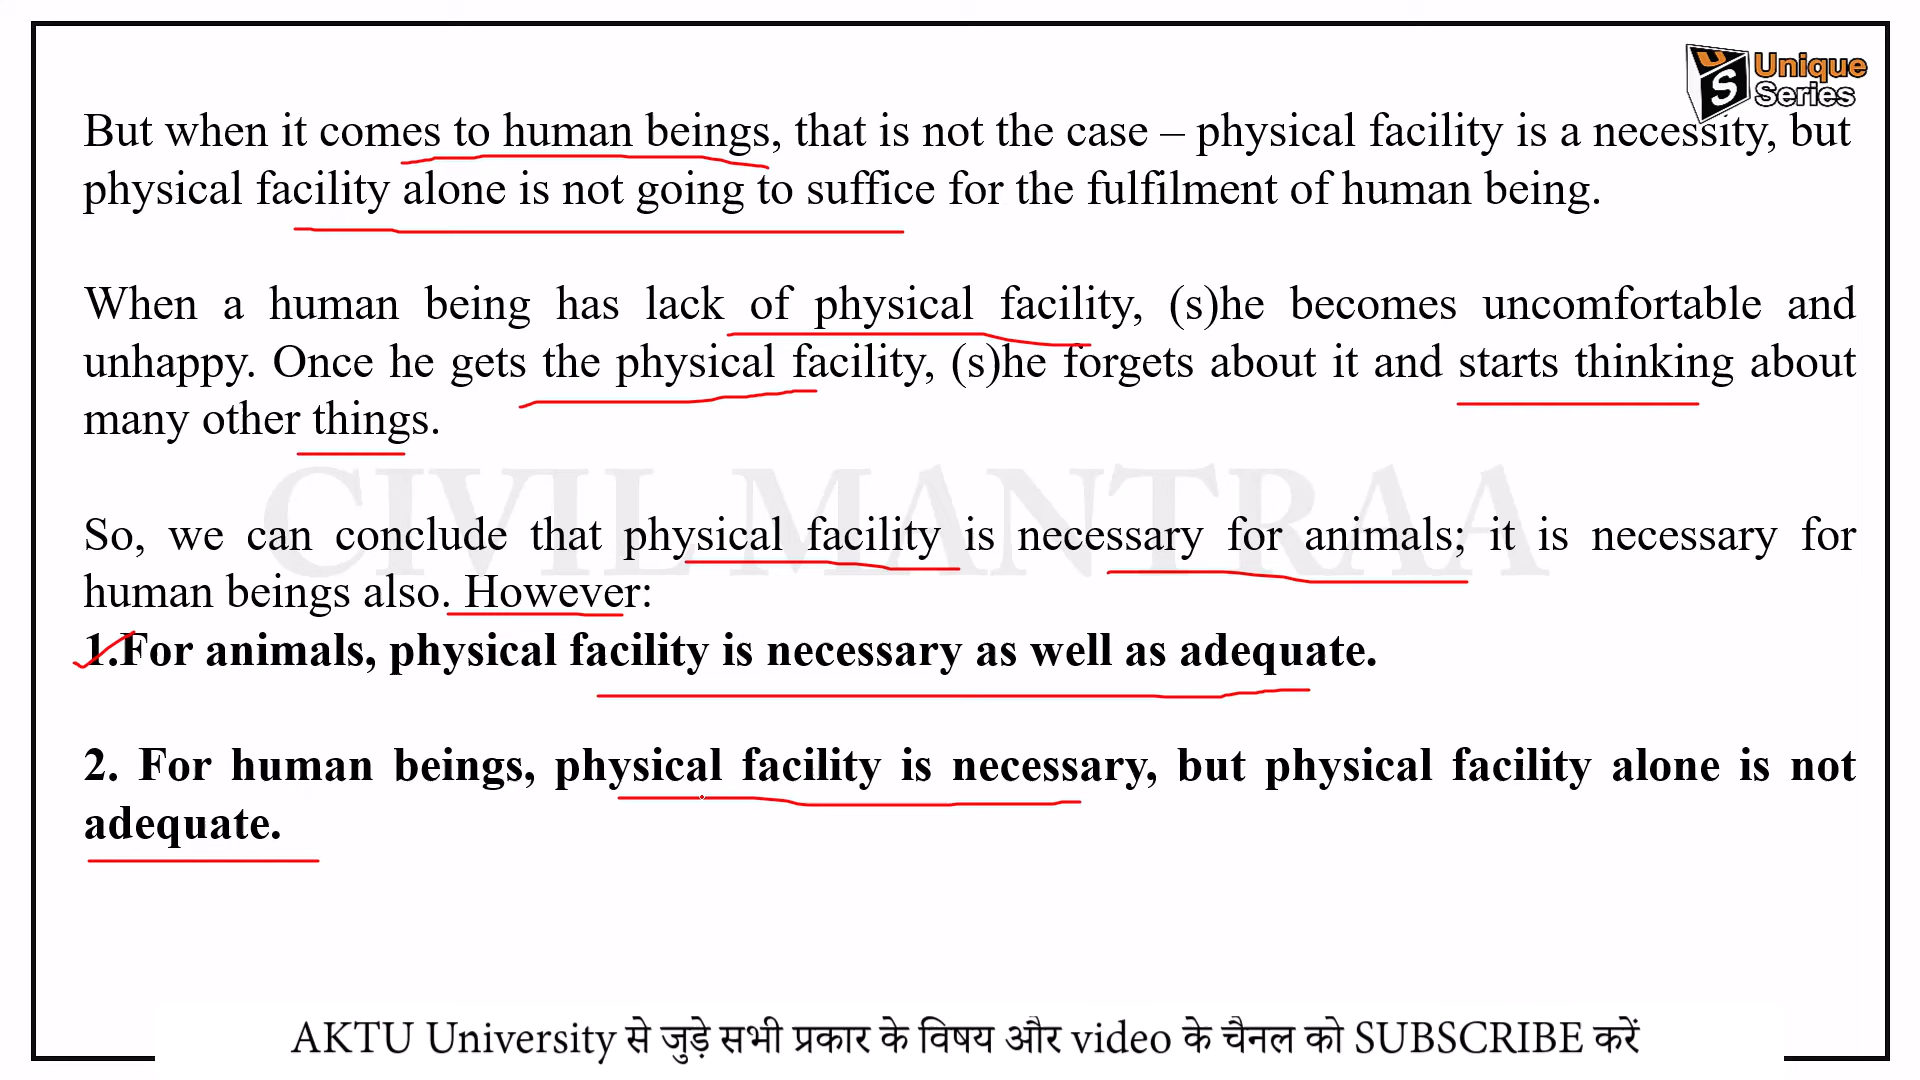 Unique
Series
U
S
But when it comes to human beings, that is not the case – physical facility is a necessity, but
physical facility alone is not going to suffice for the fulfilment of human being.
When a human being has lack of physical facility, (s)he becomes uncomfortable and
unhappy. Once he gets the physical facility, (s)he forgets about it and starts thinking about
many other things.
CIVIL MANTRAA
So, we can conclude that physical facility is necessary for animals; it is necessary for
human beings also. However:
1.For animals, physical facility is necessary as well as adequate.
2. For human beings, physical facility is necessary, but physical facility alone is not
adequate.
AKTU University से जुड़े सभी प्रकार के विषय और video के चैनल को SUBSCRIBE करें